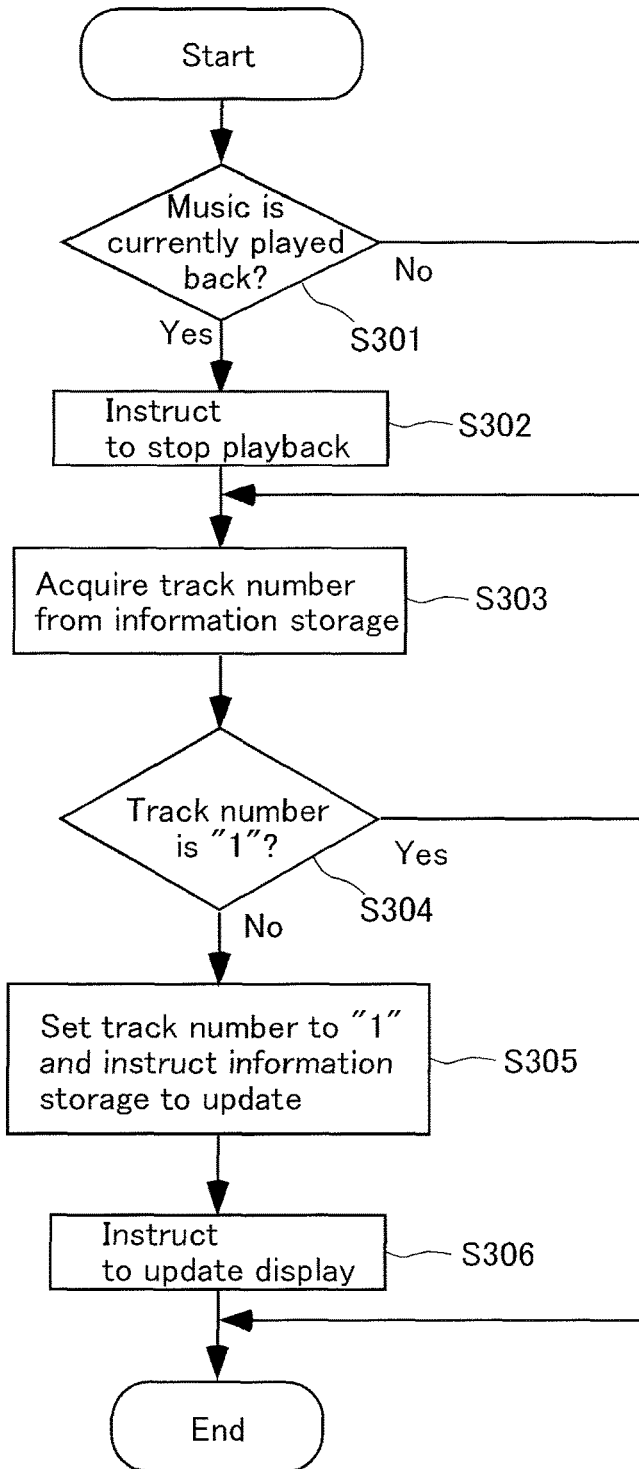 Start
Music is
currently played
back?
No
S301
Yes
Instruct
to stop playback
S302
Acquire track number
from information storage
S303
Track number
is "1"?
Yes
S304
No
Set track number to "1"
and instruct information
storage to update
S305
Instruct
to update display
S306
End